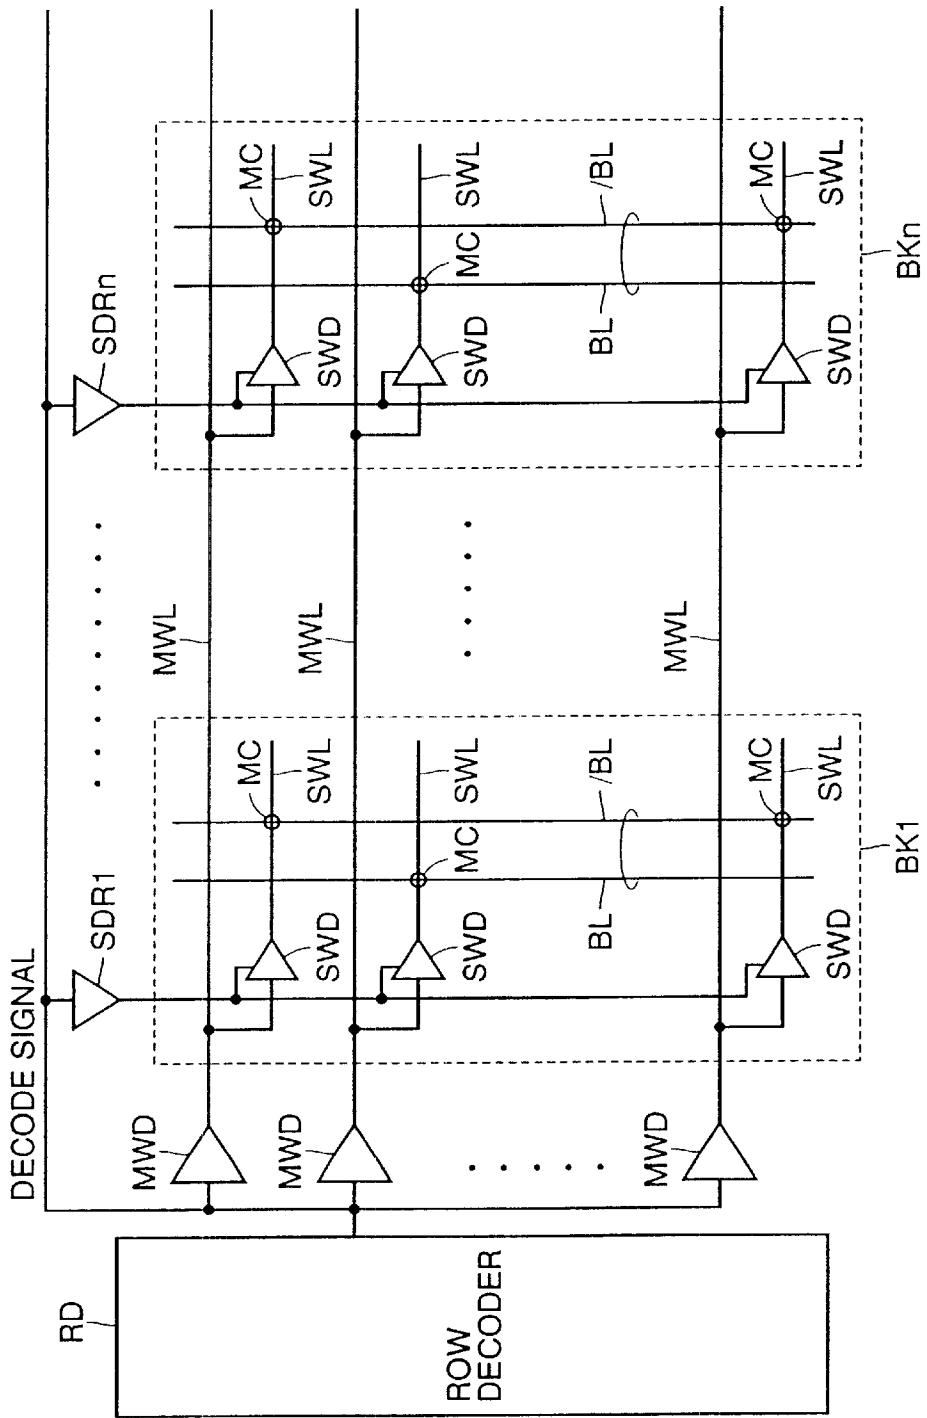 DECODE SIGNAL
RD
ROW
DECODER
MWD
MWD
MWD
SDR1
SWD
MC
SWL
SWD
MC
SWL
BL
/BL
SWD
MC
SWL
BK1
MWL
MWL
MWL
SDRn
SWD
MC
SWL
SWD
MC
SWL
BL
/BL
SWD
MC
SWL
BKn